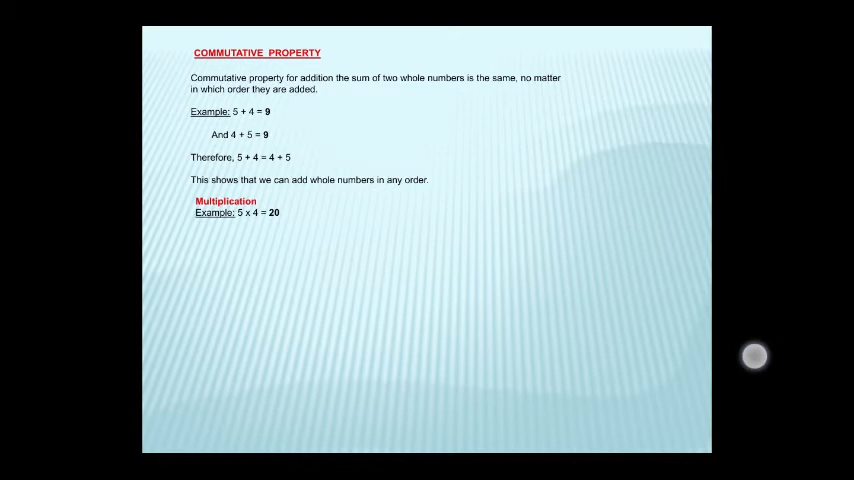 COMMUTATIVE PROPERTY
Commutative property for addition the sum of two whole numbers is the same, no matter
in which order they are added.
Example: 5 + 4 = 9
And 4 + 5 = 9
Therefore, 5 + 4 = 4 + 5
This shows that we can add whole numbers in any order.
Multiplication
Example: 5 x 4 = 20